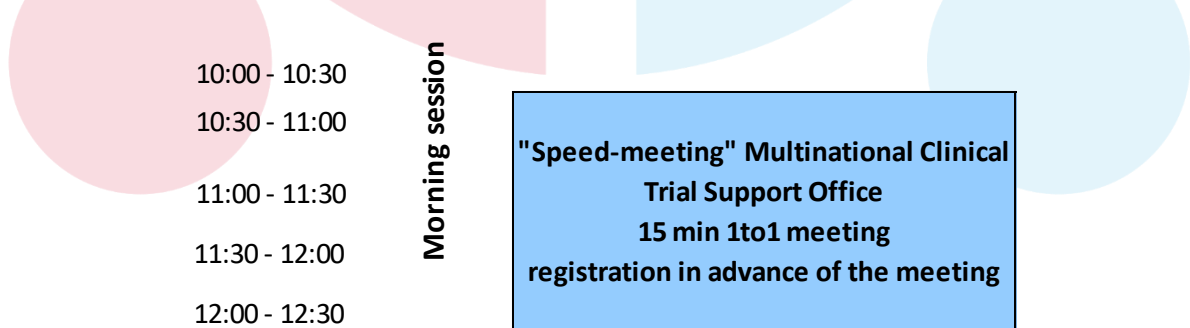 10:00 - 10:30
10:30 - 11:00
11:00 - 11:30
11:30 - 12:00
12:00 - 12:30
Morning session
"Speed-meeting" Multinational Clinical
Trial Support Office
15 min 1to1 meeting
registration in advance of the meeting